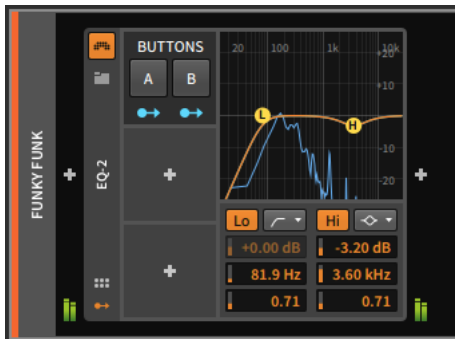 FUNKY FUNK
EQ-2
BUTTONS
A B
20 100 1k 10k
+20
+10
-10
-20
L
H
Lo Hi
+0.00 dB -3.20 dB
81.9 Hz 3.60 kHz
0.71 0.71